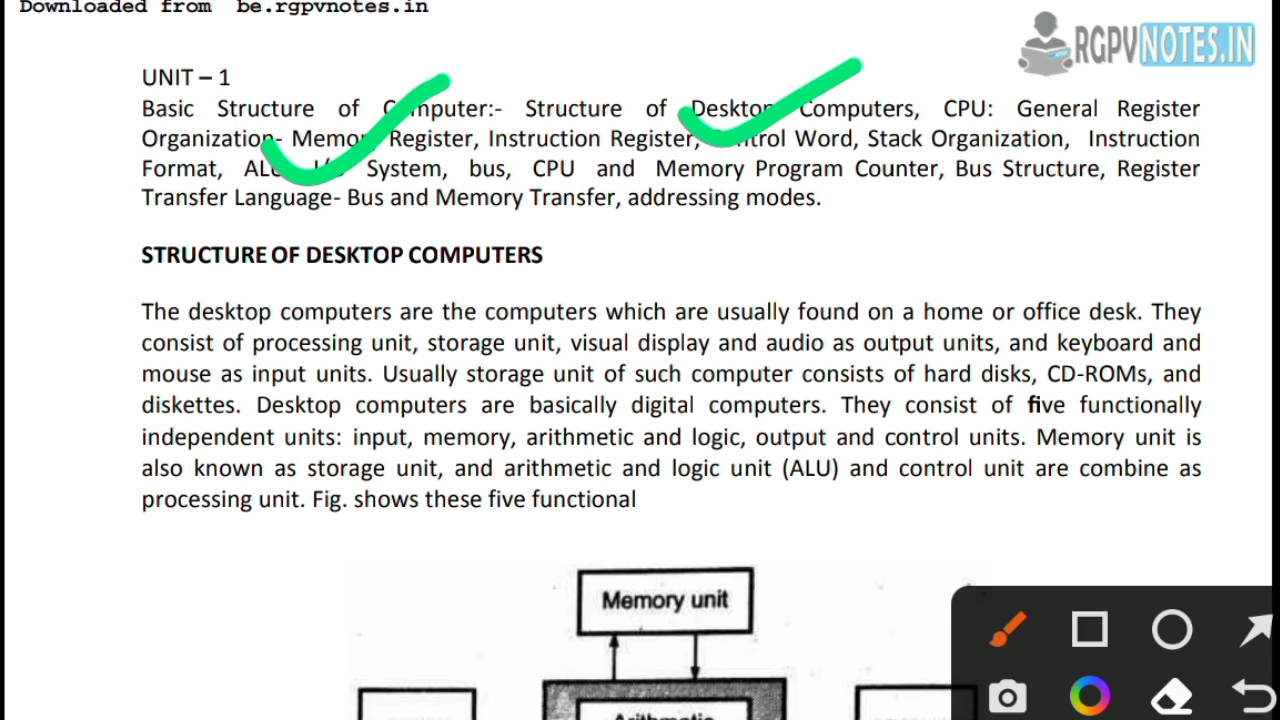 Downloaded from be.rgpvnotes.in
RGPVNOTES.IN
UNIT – 1
Basic Structure of Computer:- Structure of Desktop Computers, CPU: General Register
Organization- Memory Register, Instruction Register, Control Word, Stack Organization, Instruction
Format, ALU, I/O System, bus, CPU and Memory Program Counter, Bus Structure, Register
Transfer Language- Bus and Memory Transfer, addressing modes.
STRUCTURE OF DESKTOP COMPUTERS
The desktop computers are the computers which are usually found on a home or office desk. They
consist of processing unit, storage unit, visual display and audio as output units, and keyboard and
mouse as input units. Usually storage unit of such computer consists of hard disks, CD-ROMs, and
diskettes. Desktop computers are basically digital computers. They consist of five functionally
independent units: input, memory, arithmetic and logic, output and control units. Memory unit is
also known as storage unit, and arithmetic and logic unit (ALU) and control unit are combine as
processing unit. Fig. shows these five functional
Memory unit
Arithmetic